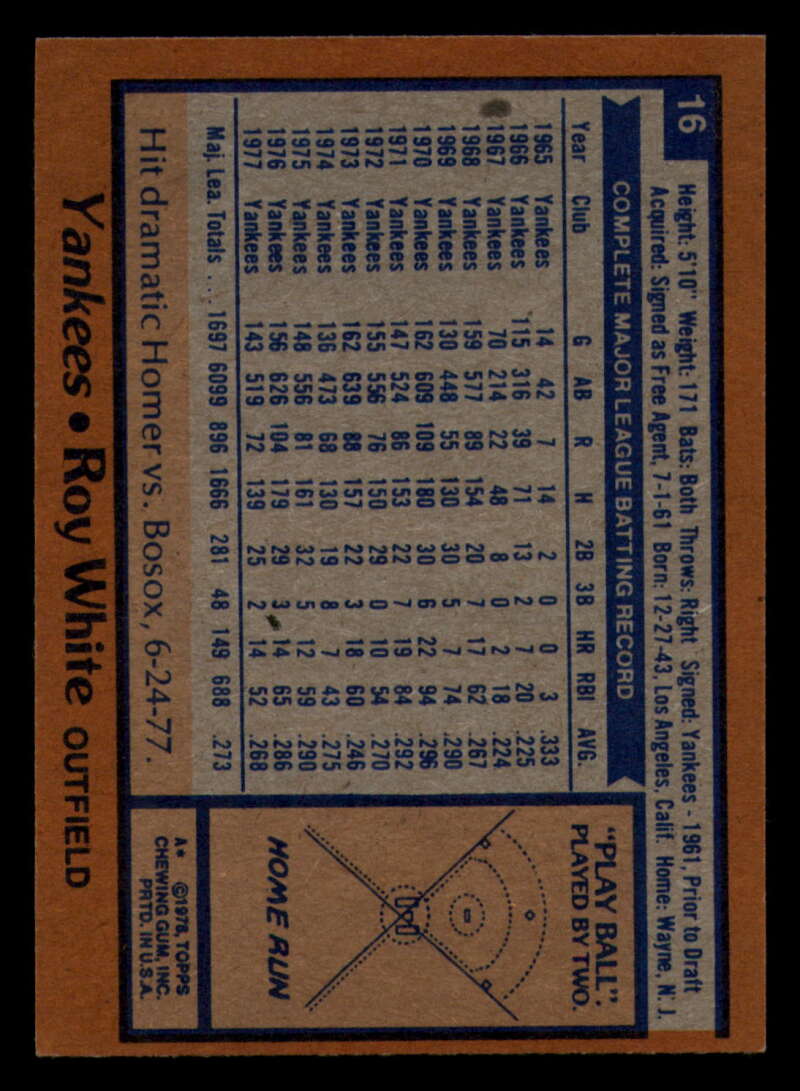 16
Height: 5'10" Weight: 171 Bats: Both Throws: Right Signed: Yankees - 1961, Prior to Draft
Acquired: Signed as Free Agent, 7-1-61 Born: 12-27-43, Los Angeles, Calif. Home: Wayne, N. J.
COMPLETE MAJOR LEAGUE BATTING RECORD
Year Club G AB R H 2B 3B HR RBI AVG.
1965 Yankees 14 42 7 14 2 0 0 3 .333
1966 Yankees 115 316 39 71 13 2 7 20 .225
1967 Yankees 70 214 22 48 8 0 2 18 .224
1968 Yankees 159 577 89 154 20 7 17 62 .267
1969 Yankees 130 448 55 130 30 5 7 74 .290
1970 Yankees 162 609 109 180 30 6 22 94 .296
1971 Yankees 147 524 86 153 22 7 19 84 .292
1972 Yankees 155 556 76 150 29 0 10 54 .270
1973 Yankees 162 639 88 157 22 3 18 60 .246
1974 Yankees 136 473 68 130 19 8 7 43 .275
1975 Yankees 148 556 81 161 32 5 12 59 .290
1976 Yankees 156 626 104 179 29 3 14 65 .286
1977 Yankees 143 519 72 139 25 2 14 52 .268
Maj. Lea. Totals ... 1697 6099 896 1666 281 48 149 688 .273
Hit dramatic Homer vs. Bosox, 6-24-77.
"PLAY BALL".
PLAYED BY TWO.
HOME RUN
A* ©1978, TOPPS
CHEWING GUM, INC.
PRTD. IN U.S.A.
Yankees • Roy White OUTFIELD